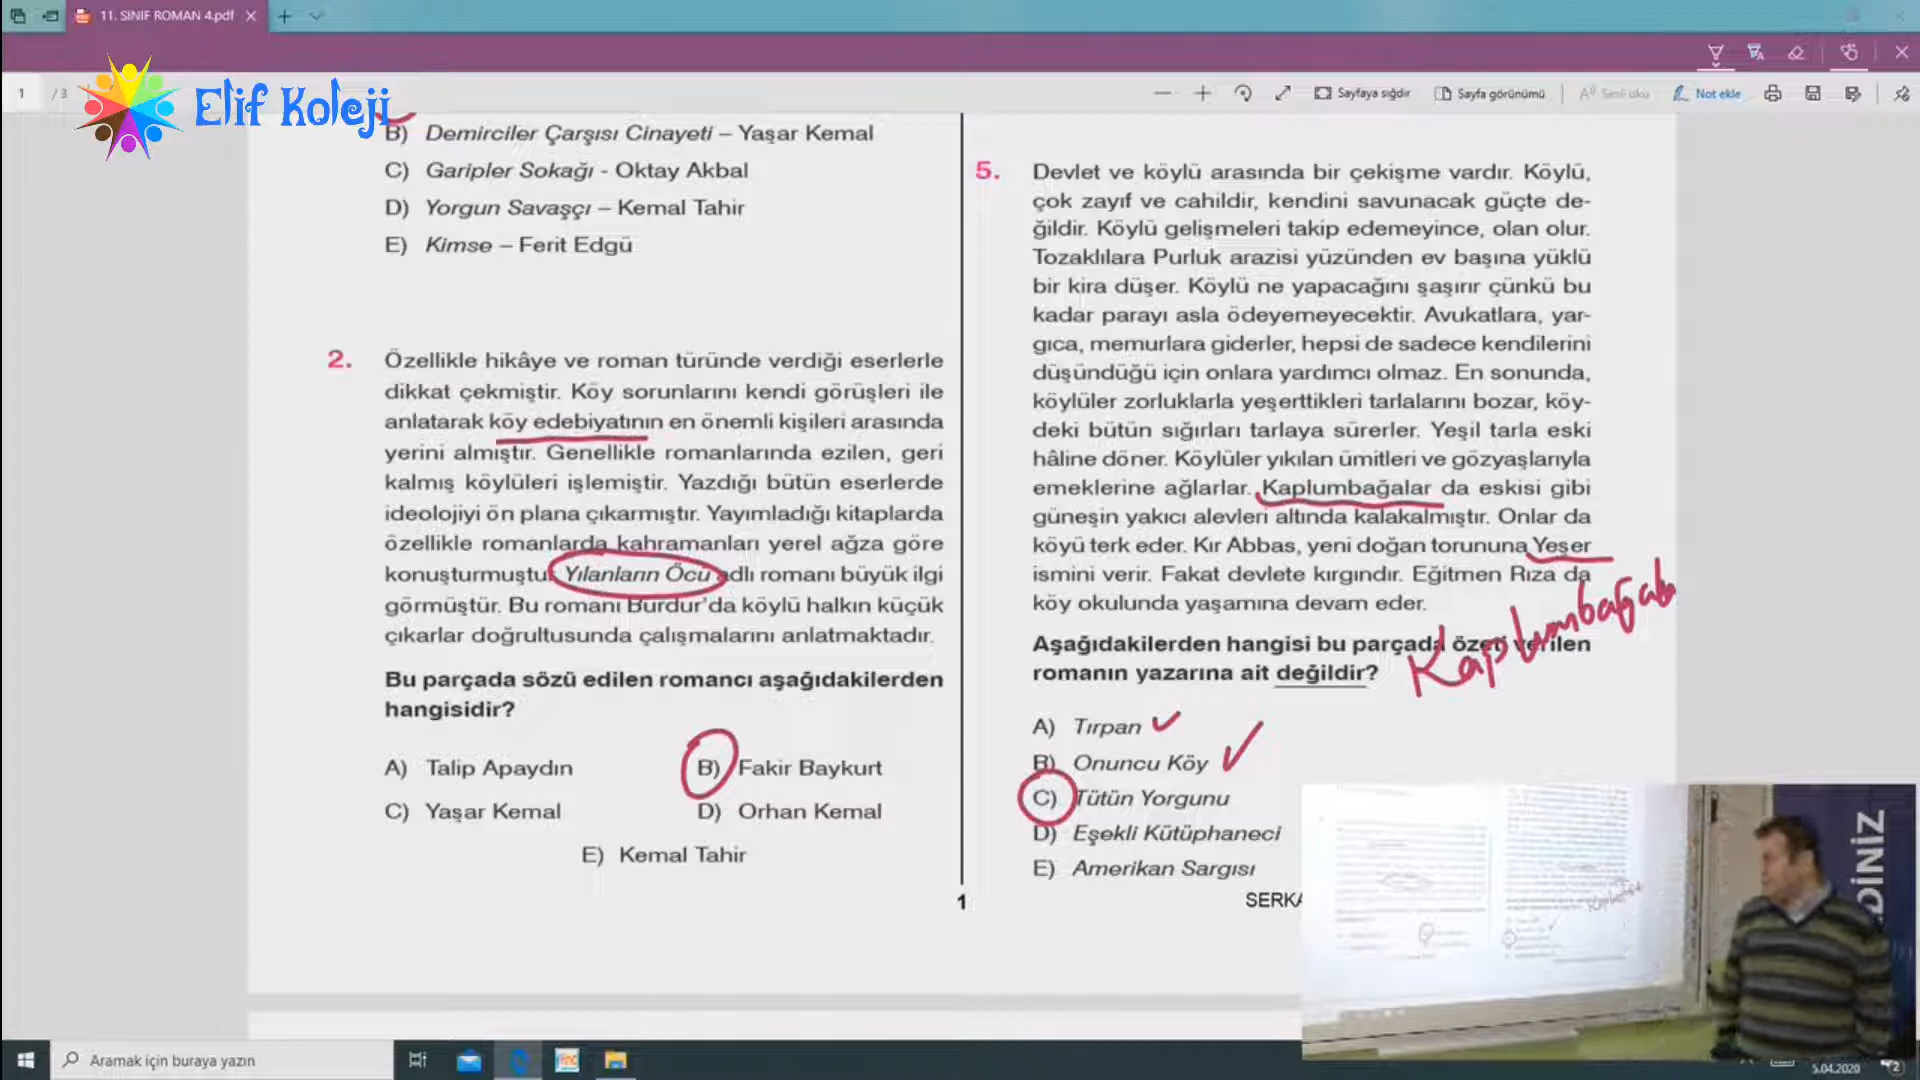 11. SINIF ROMAN 4.pdf
1 / 3
Elif Koleji
Sayfaya sığdır
Sayfa görünümü
Sesli oku
Not ekle
B) Demirciler Çarşısı Cinayeti – Yaşar Kemal
C) Garipler Sokağı - Oktay Akbal
D) Yorgun Savaşçı – Kemal Tahir
E) Kimse – Ferit Edgü
2. Özellikle hikâye ve roman türünde verdiği eserlerle
dikkat çekmiştir. Köy sorunlarını kendi görüşleri ile
anlatarak köy edebiyatının en önemli kişileri arasında
yerini almıştır. Genellikle romanlarında ezilen, geri
kalmış köylüleri işlemiştir. Yazdığı bütün eserlerde
ideolojiyi ön plana çıkarmıştır. Yayımladığı kitaplarda
özellikle romanlarda kahramanları yerel ağza göre
konuşturmuştur. Yılanların Öcü adlı romanı büyük ilgi
görmüştür. Bu romanı Burdur'da köylü halkın küçük
çıkarlar doğrultusunda çalışmalarını anlatmaktadır.
Bu parçada sözü edilen romancı aşağıdakilerden
hangisidir?
A) Talip Apaydın
B) Fakir Baykurt
C) Yaşar Kemal
D) Orhan Kemal
E) Kemal Tahir
5. Devlet ve köylü arasında bir çekişme vardır. Köylü,
çok zayıf ve cahildir, kendini savunacak güçte de-
ğildir. Köylü gelişmeleri takip edemeyince, olan olur.
Tozaklılara Purluk arazisi yüzünden ev başına yüklü
bir kira düşer. Köylü ne yapacağını şaşırır çünkü bu
kadar parayı asla ödeyemeyecektir. Avukatlara, yar-
gıca, memurlara giderler, hepsi de sadece kendilerini
düşündüğü için onlara yardımcı olmaz. En sonunda,
köylüler zorluklarla yeşerttikleri tarlalarını bozar, köy-
deki bütün sığırları tarlaya sürerler. Yeşil tarla eski
hâline döner. Köylüler yıkılan ümitleri ve gözyaşlarıyla
emeklerine ağlarlar. Kaplumbağalar da eskisi gibi
güneşin yakıcı alevleri altında kalakalmıştır. Onlar da
köyü terk eder. Kır Abbas, yeni doğan torununa Yeşer
ismini verir. Fakat devlete kırgındır. Eğitmen Rıza da
köy okulunda yaşamına devam eder.
Aşağıdakilerden hangisi bu parçada özeti verilen
romanın yazarına ait değildir?
Kaplumbağala
A) Tırpan
B) Onuncu Köy
C) Tütün Yorgunu
D) Eşekli Kütüphaneci
E) Amerikan Sargısı
1
SERKA
DİNİZ
Aramak için buraya yazın
5.04.2020
2